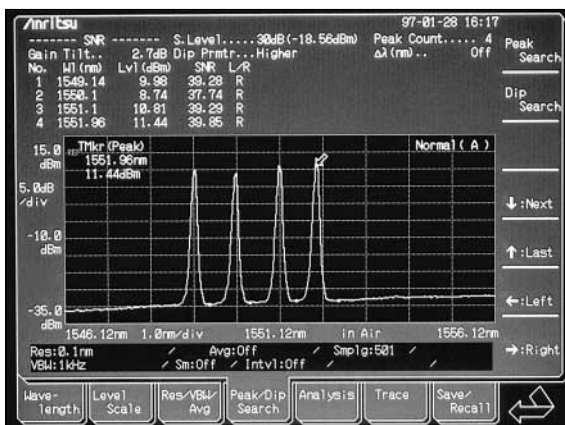 Anritsu
97-01-28 16:17
------- SNR ------- S.Level.....30dB(-18.56dBm) Peak Count..... 4
Gain Tilt.. 2.7dB Dip Prmtr...Higher Δλ(nm).. Off
No. Wl(nm) Lvl(dBm) SNR L/R
1 1549.14 9.98 39.28 R
2 1550.1 8.74 37.74 R
3 1551.1 10.81 39.29 R
4 1551.96 11.44 39.85 R
Peak
Search
Dip
Search
↓:Next
↑:Last
←:Left
→:Right
15.0
dBm
REF
TMkr(Peak)
1551.96nm
11.44dBm
Normal(A)
5.0dB
/div
-10.0
dBm
-35.0
dBm
1546.12nm 1.0nm/div 1551.12nm in Air 1556.12nm
Res:0.1nm / Avg:Off / Smplg:501 /
VBW:1kHz / Sm:Off / Intvl:Off / /
Wave-
length
Level
Scale
Res/VBW/
Avg
Peak/Dip
Search
Analysis
Trace
Save/
Recall